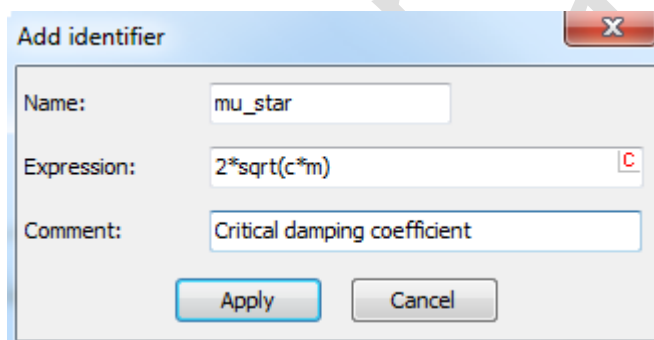 Add identifier
Name: mu_star
Expression: 2*sqrt(c*m) C
Comment: Critical damping coefficient
Apply Cancel